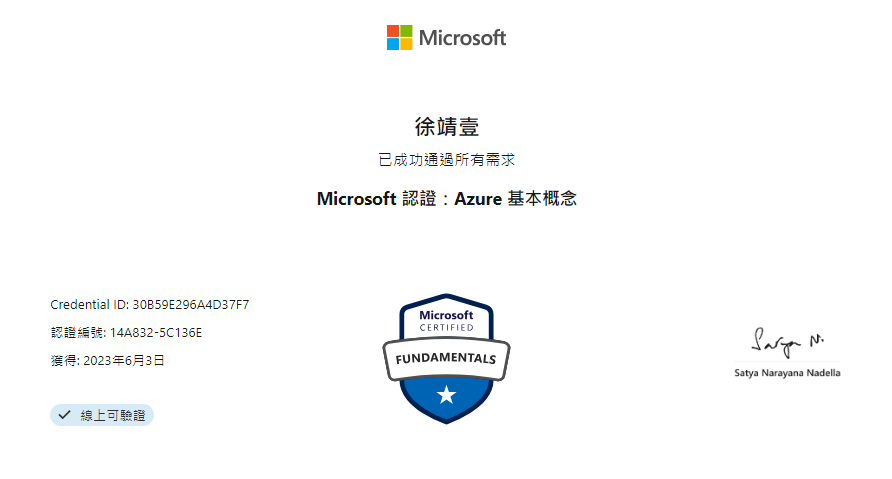 Microsoft
徐靖壹
已成功通過所有需求
Microsoft 認證：Azure 基本概念
Credential ID: 30B59E296A4D37F7
認證編號: 14A832-5C136E
獲得: 2023年6月3日
線上可驗證
Microsoft
CERTIFIED
FUNDAMENTALS
Satya N.
Satya Narayana Nadella